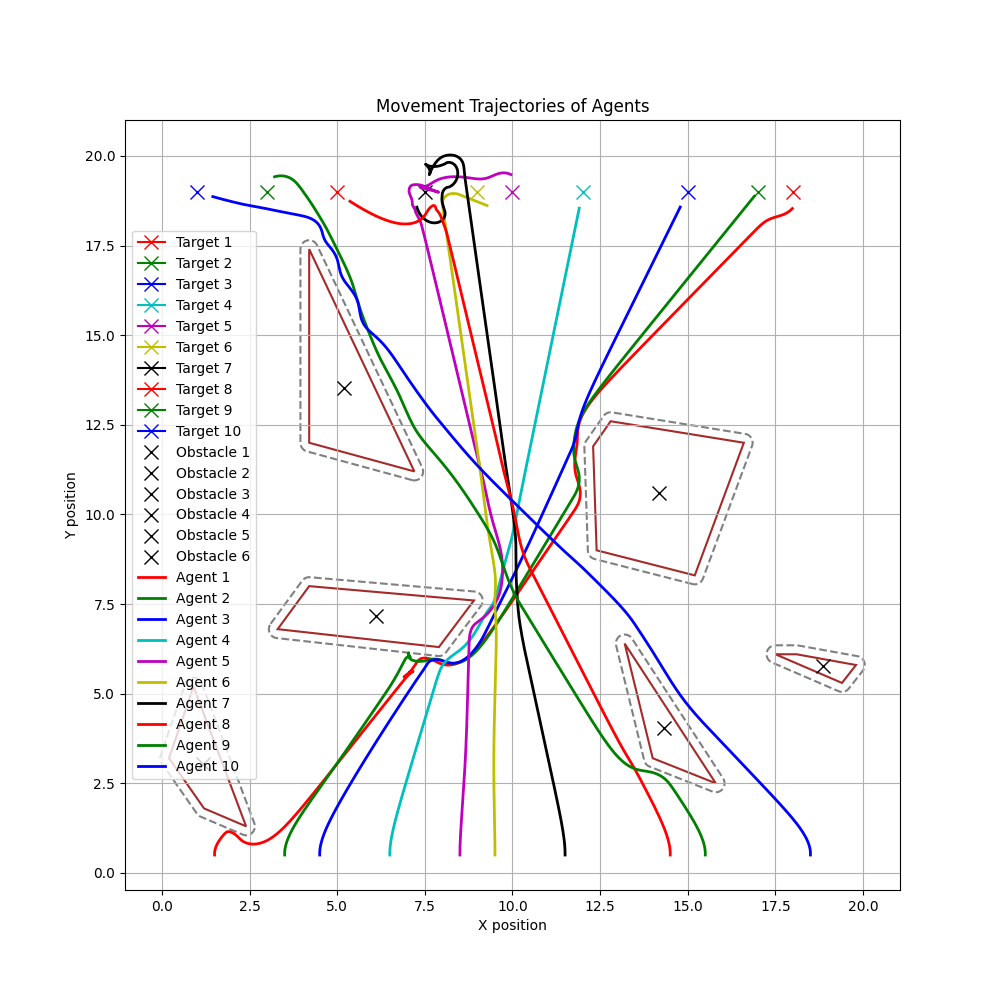 Movement Trajectories of Agents
Y position
20.0
17.5
15.0
12.5
10.0
7.5
5.0
2.5
0.0
Target 1
Target 2
Target 3
Target 4
Target 5
Target 6
Target 7
Target 8
Target 9
Target 10
Obstacle 1
Obstacle 2
Obstacle 3
Obstacle 4
Obstacle 5
Obstacle 6
Agent 1
Agent 2
Agent 3
Agent 4
Agent 5
Agent 6
Agent 7
Agent 8
Agent 9
Agent 10
0.0 2.5 5.0 7.5 10.0 12.5 15.0 17.5 20.0
X position